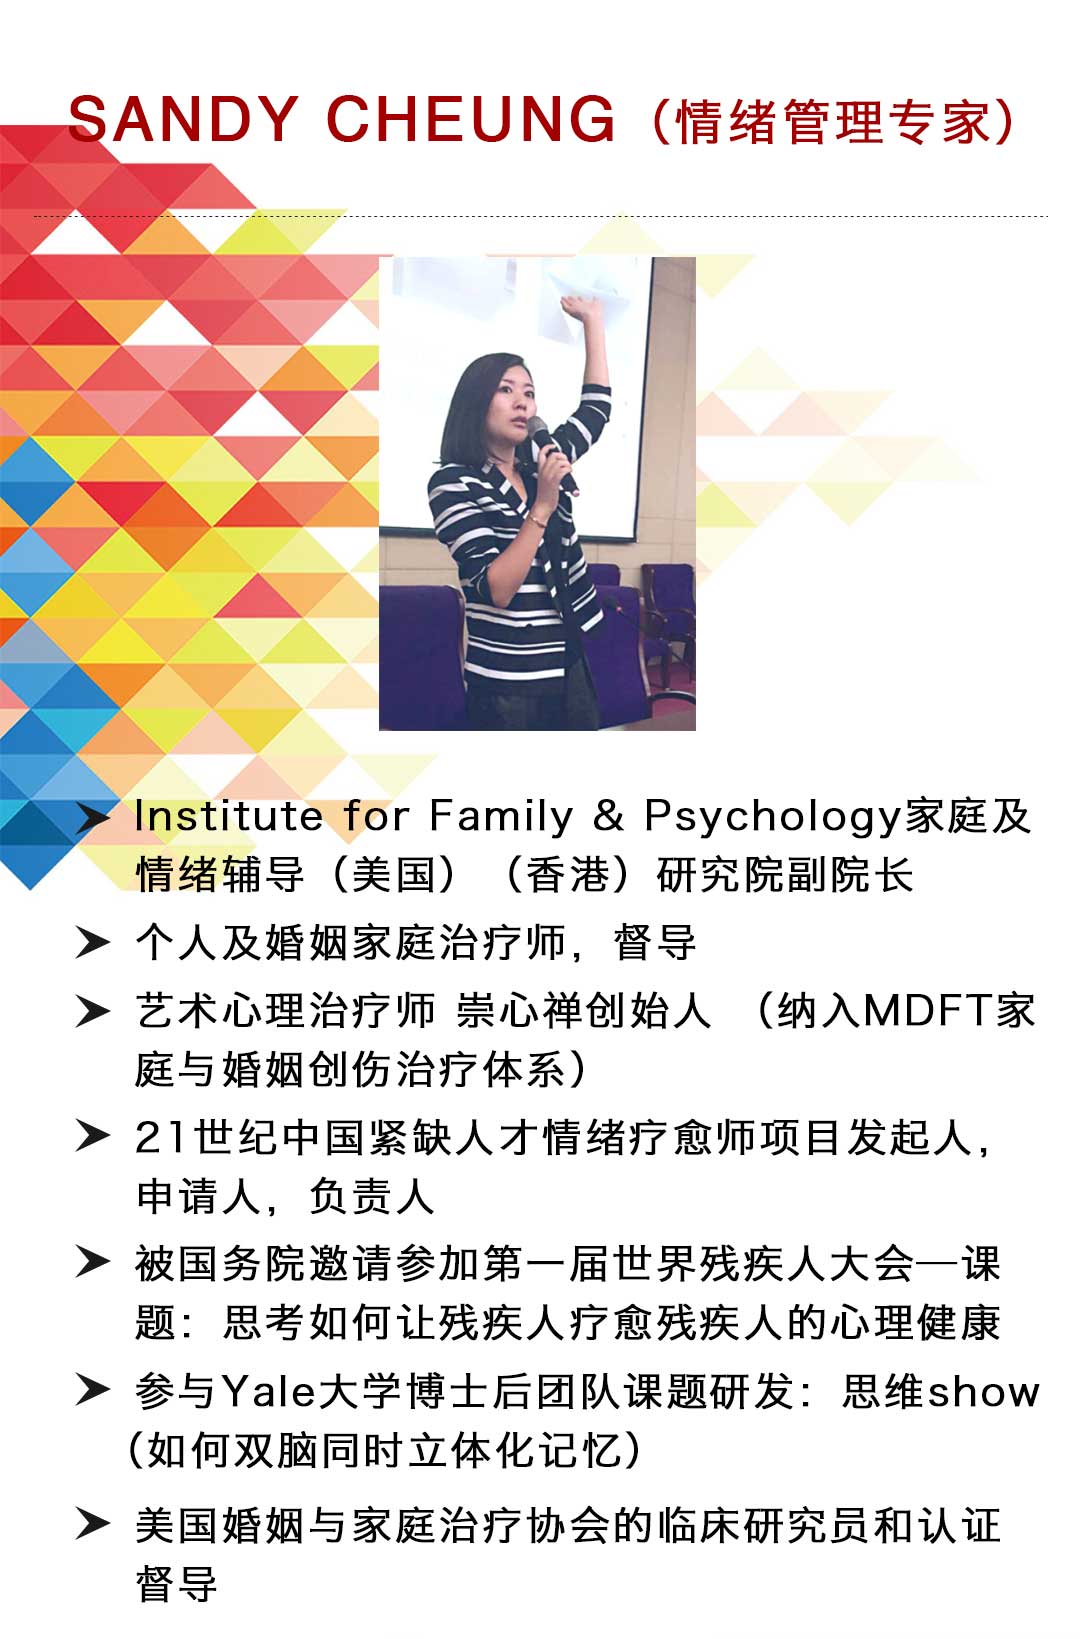 SANDY CHEUNG（情绪管理专家）
Institute for Family & Psychology家庭及
情绪辅导（美国）（香港）研究院副院长
个人及婚姻家庭治疗师，督导
艺术心理治疗师 崇心禅创始人 （纳入MDFT家
庭与婚姻创伤治疗体系）
21世纪中国紧缺人才情绪疗愈师项目发起人，
申请人，负责人
被国务院邀请参加第一届世界残疾人大会—课
题：思考如何让残疾人疗愈残疾人的心理健康
参与Yale大学博士后团队课题研发：思维show
（如何双脑同时立体化记忆）
美国婚姻与家庭治疗协会的临床研究员和认证
督导